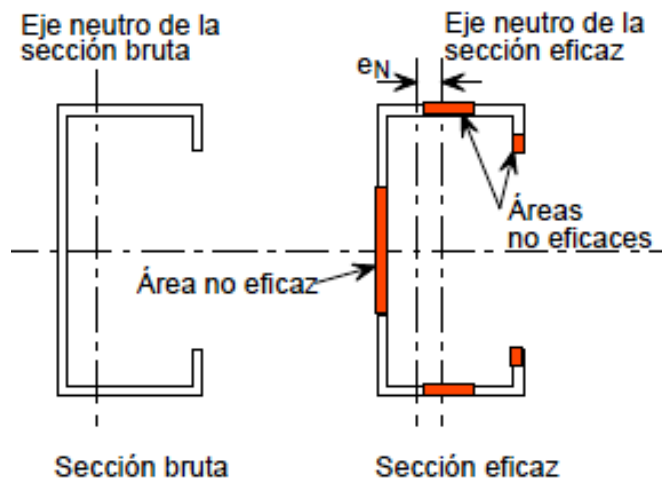 Eje neutro de la
sección bruta
Eje neutro de la
sección eficaz
eN
Áreas
no eficaces
Área no eficaz
Sección bruta
Sección eficaz